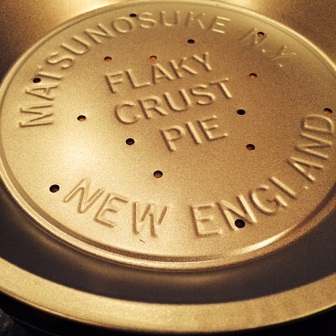 MATSUNOSUKE N.Y.
FLAKY
CRUST
PIE
NEW ENGLAND